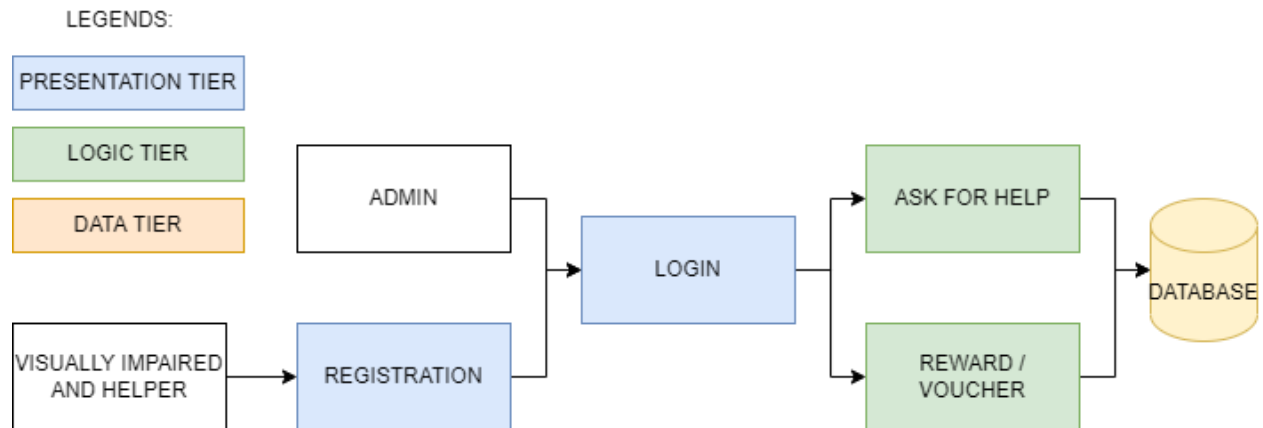 LEGENDS:
PRESENTATION TIER
LOGIC TIER
DATA TIER
ADMIN
VISUALLY IMPAIRED
AND HELPER
REGISTRATION
LOGIN
ASK FOR HELP
REWARD /
VOUCHER
DATABASE